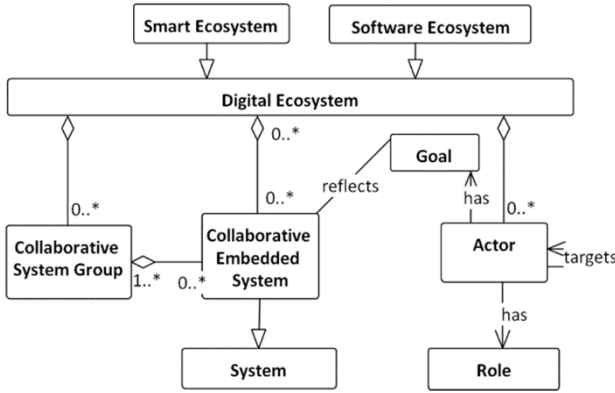 Smart Ecosystem
Software Ecosystem
Digital Ecosystem
0..*
Goal
reflects
has
0..*
0..*
0..*
Collaborative
System Group
Collaborative
Embedded
System
Actor
targets
1..*
0..*
has
System
Role